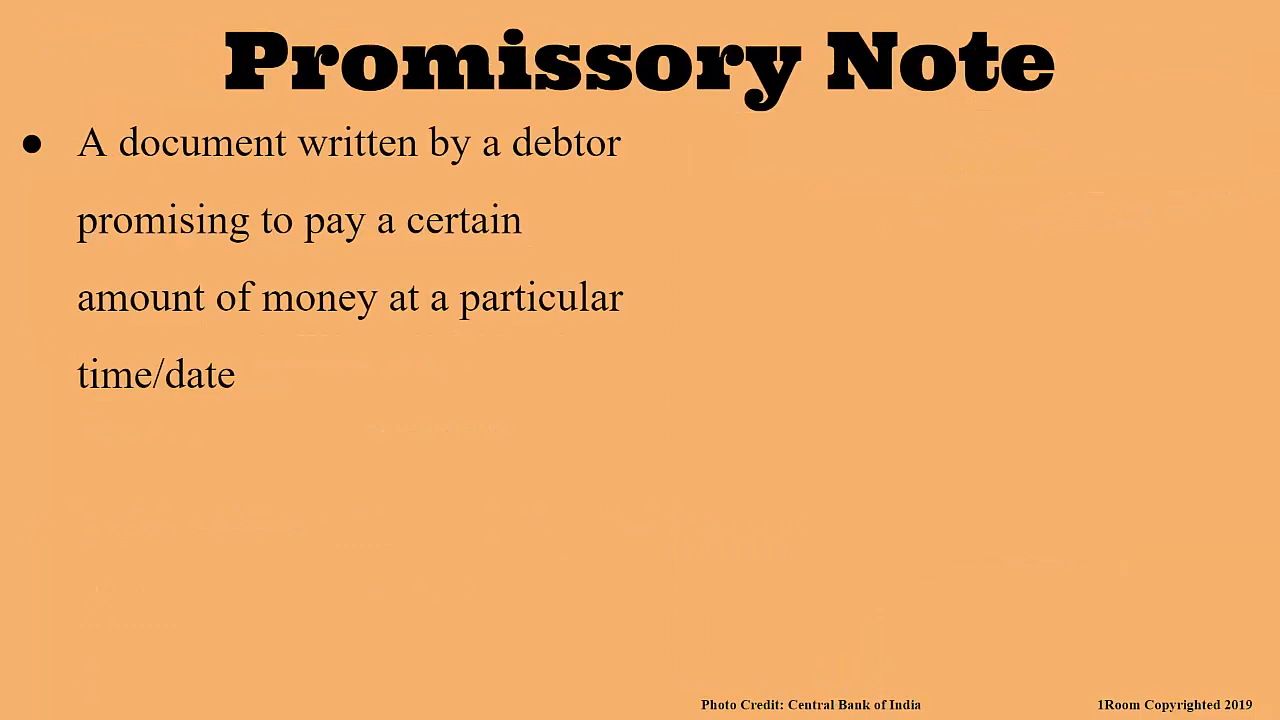 Promissory Note
● A document written by a debtor
promising to pay a certain
amount of money at a particular
time/date
Photo Credit: Central Bank of India
1Room Copyrighted 2019